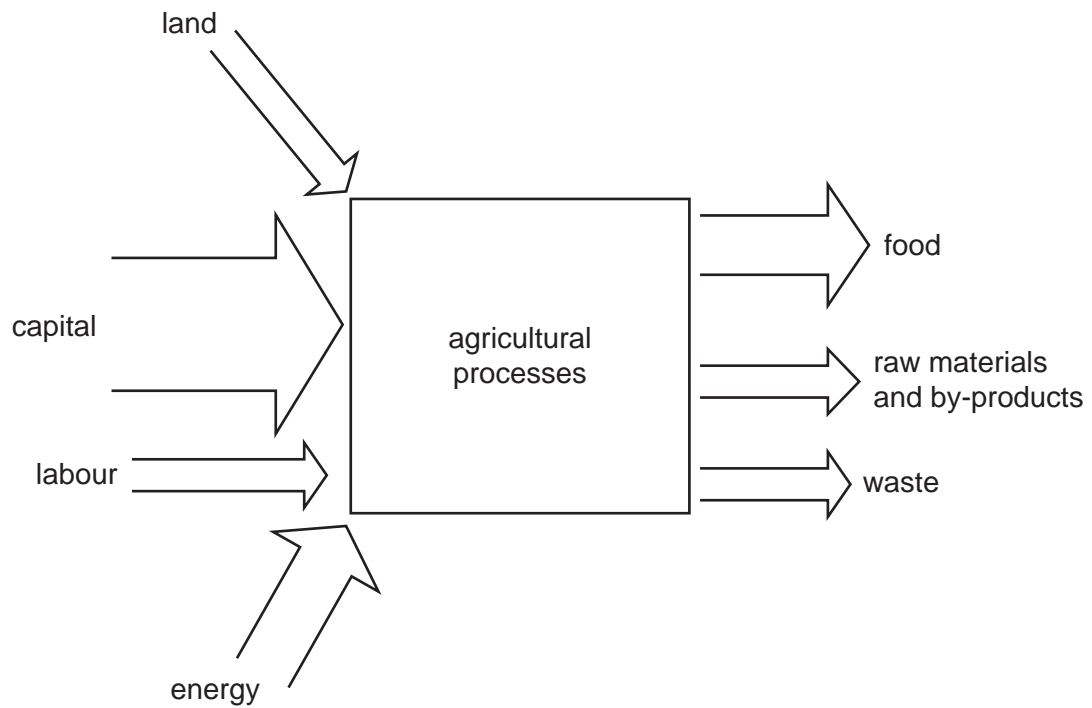 land
capital
labour
energy
agricultural
processes
food
raw materials
and by-products
waste